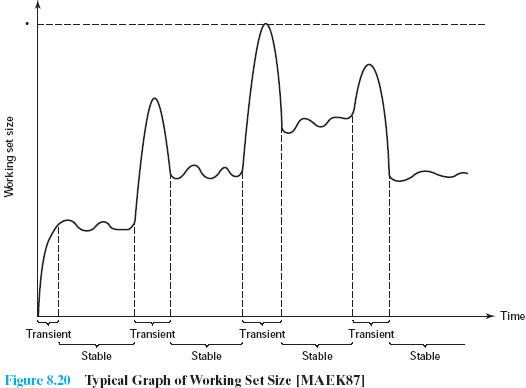 Working set size
Time
Transient Transient Transient Transient
Stable Stable Stable Stable
Figure 8.20 Typical Graph of Working Set Size [MAEK87]